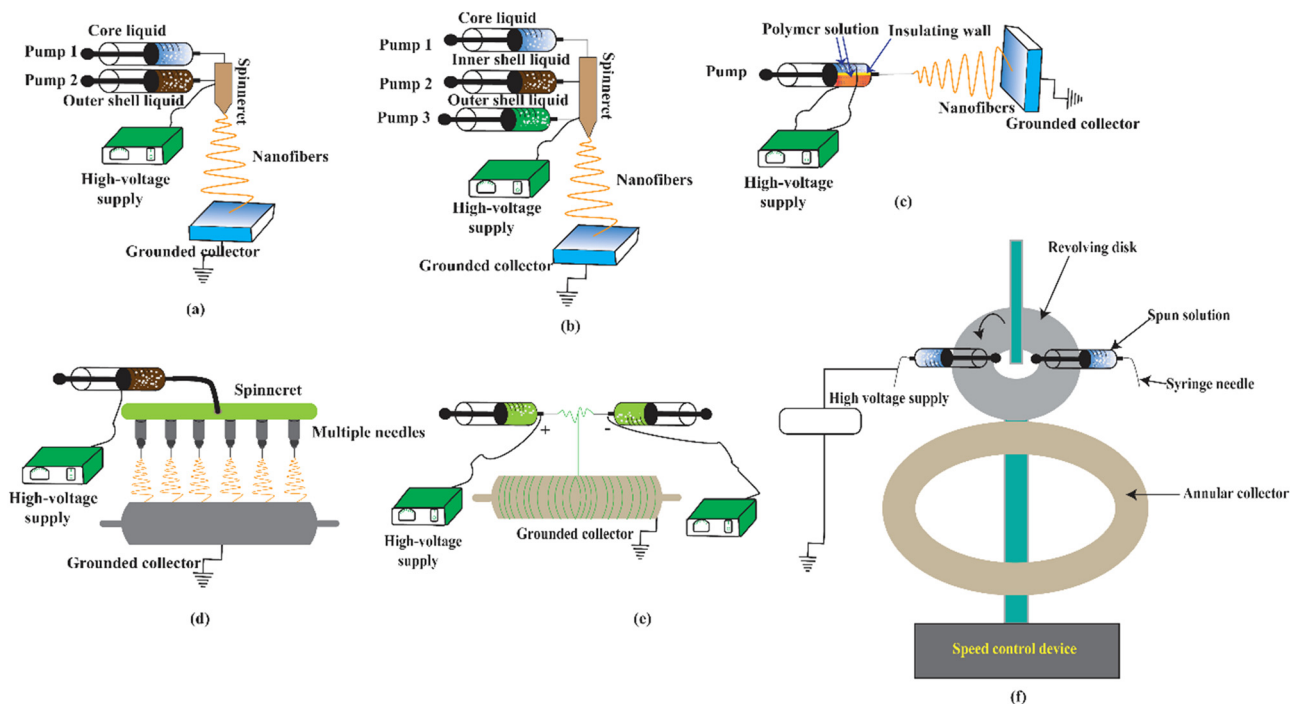 Core liquid
Pump 1
Pump 2
Outer shell liquid
Spinneret
Nanofibers
High-voltage
supply
Grounded collector
(a)
Core liquid
Pump 1
Inner shell liquid
Pump 2
Outer shell liquid
Pump 3
Spinneret
Nanofibers
High-voltage
supply
Grounded collector
(b)
Polymer solution
Insulating wall
Pump
Nanofibers
Grounded collector
High-voltage
supply
(c)
Spinneret
Multiple needles
High-voltage
supply
Grounded collector
(d)
+
-
High-voltage
supply
Grounded collector
(e)
Revolving disk
Spun solution
Syringe needle
High voltage supply
Annular collector
Speed control device
(f)